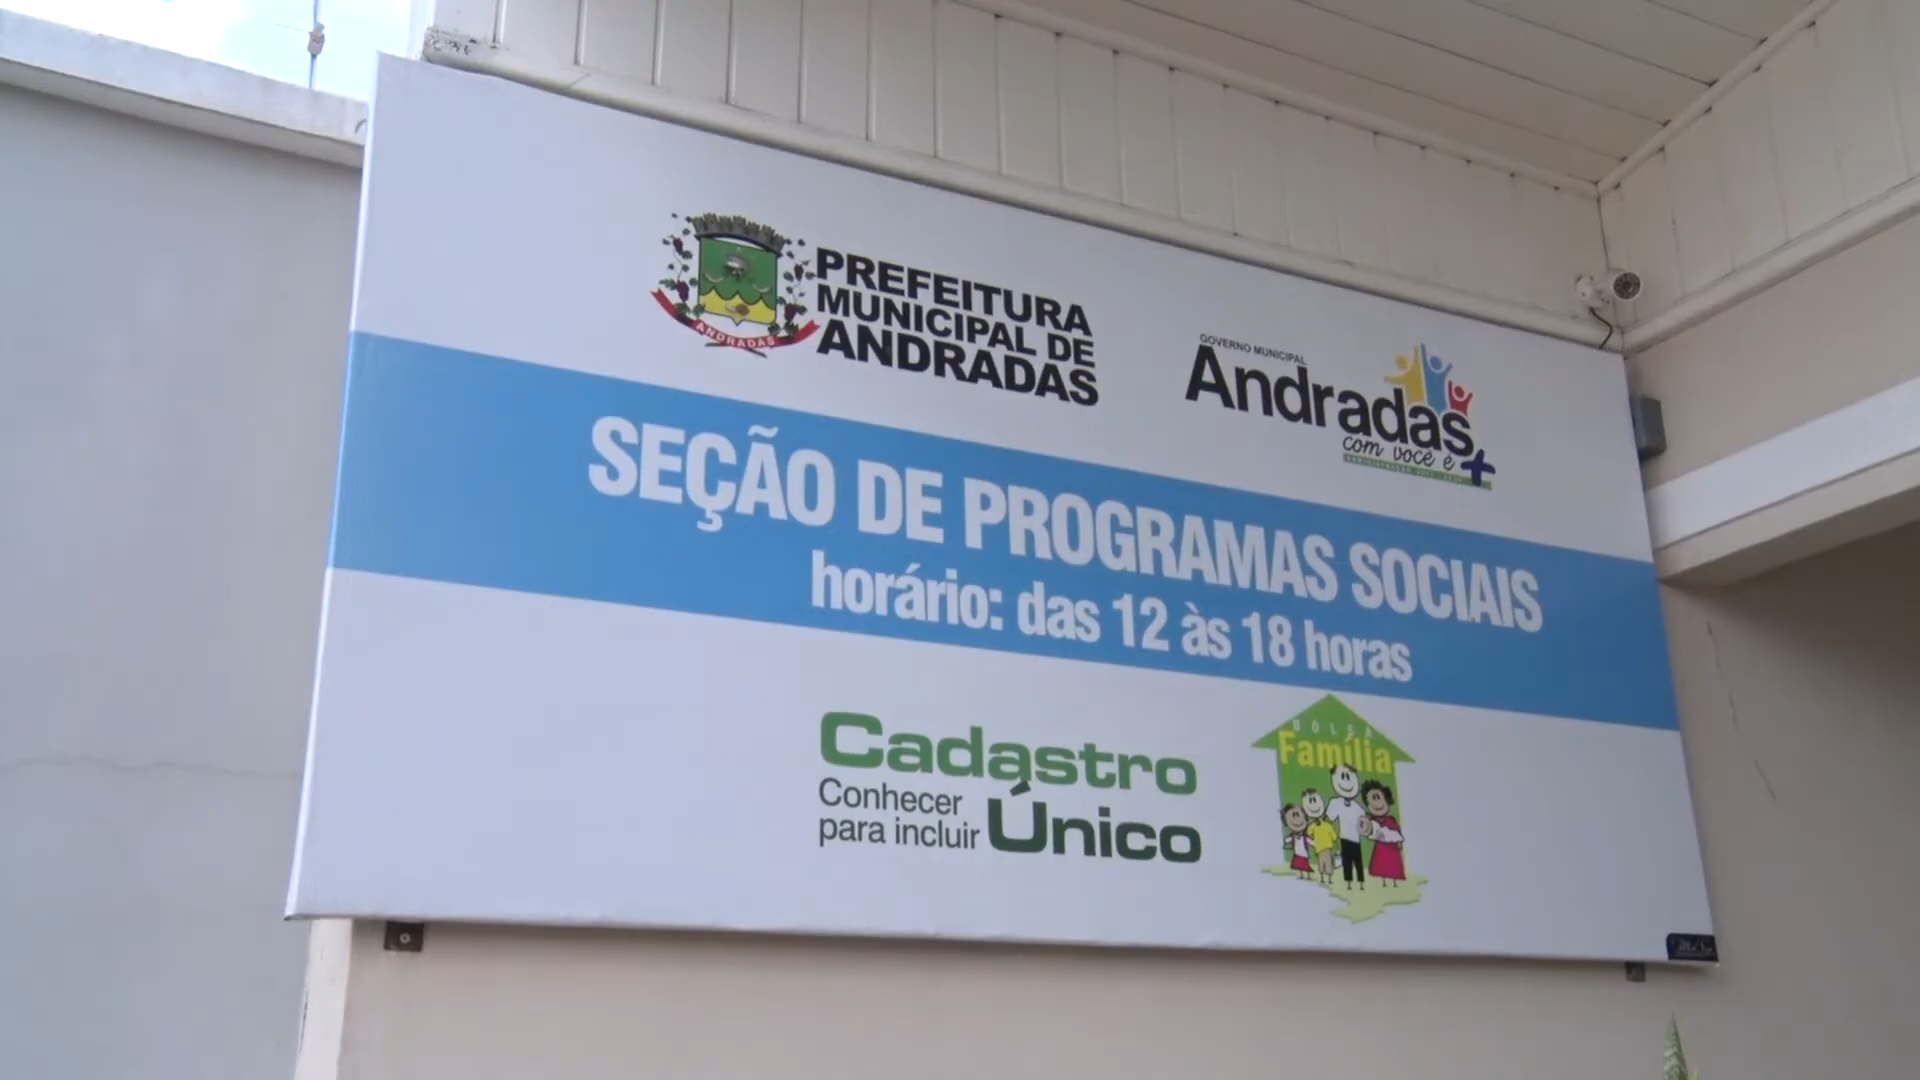 PREFEITURA
MUNICIPAL DE
ANDRADAS
ANDRADAS
GOVERNO MUNICIPAL
Andradas
com você é +
SEÇÃO DE PROGRAMAS SOCIAIS
horário: das 12 às 18 horas
Cadastro
Conhecer
para incluir Único
BOLSA
Família